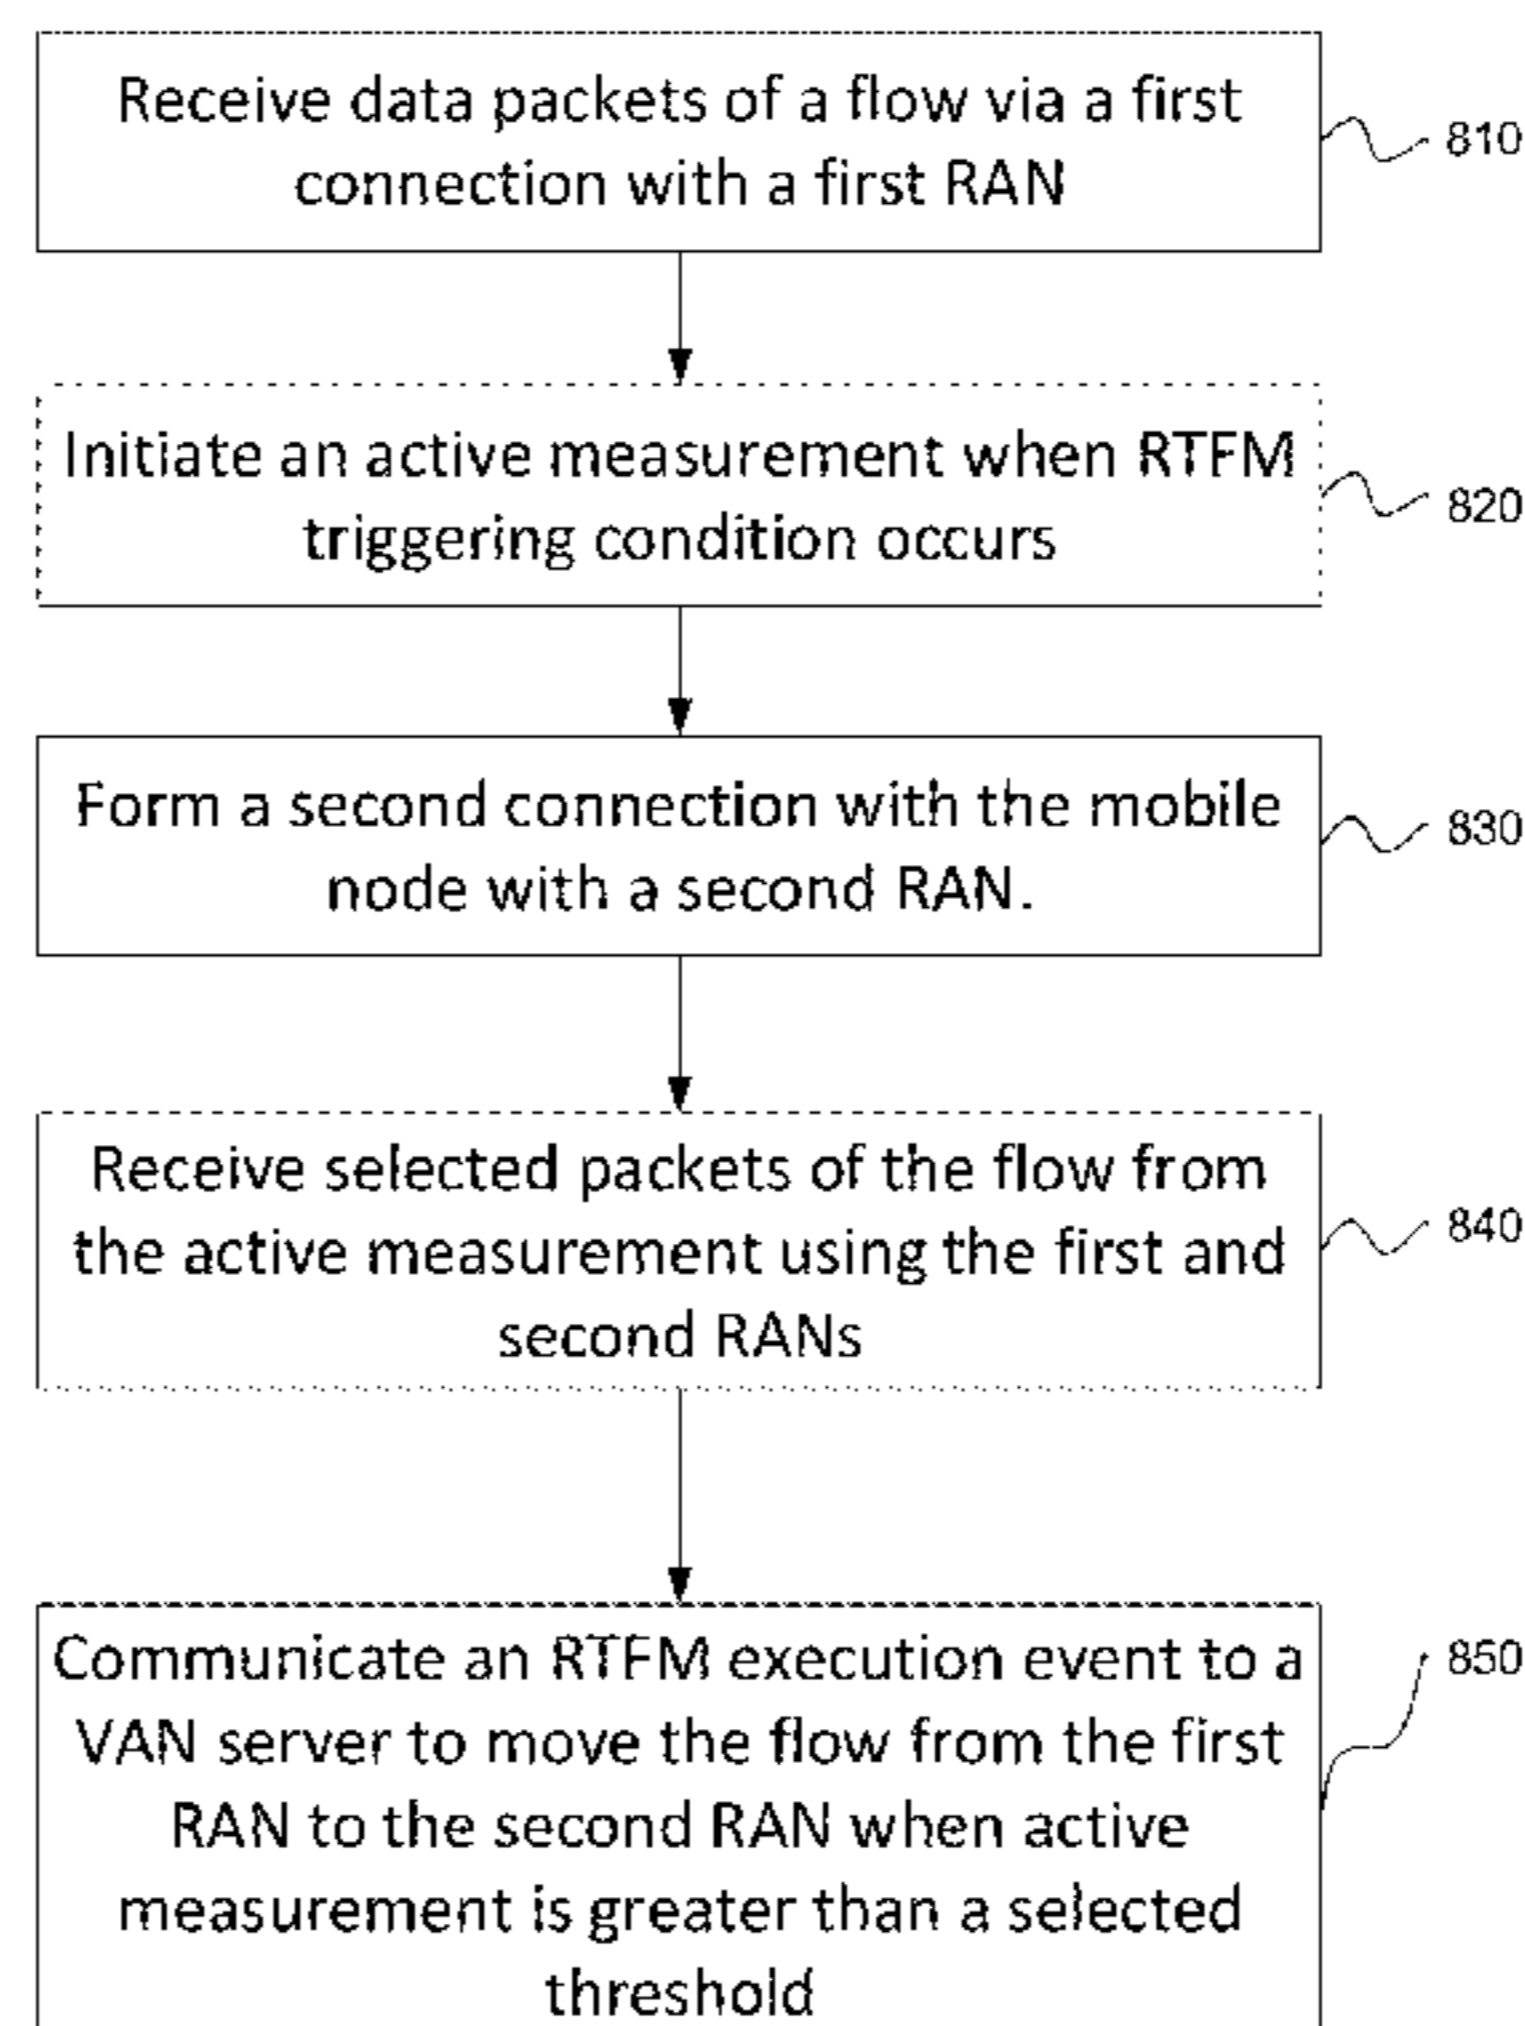 Receive data packets of a flow via a first
connection with a first RAN
810
Initiate an active measurement when RTFM
triggering condition occurs
820
Form a second connection with the mobile
node with a second RAN.
830
Receive selected packets of the flow from
the active measurement using the first and
second RANs
840
Communicate an RTFM execution event to a
VAN server to move the flow from the first
RAN to the second RAN when active
measurement is greater than a selected
threshold
850